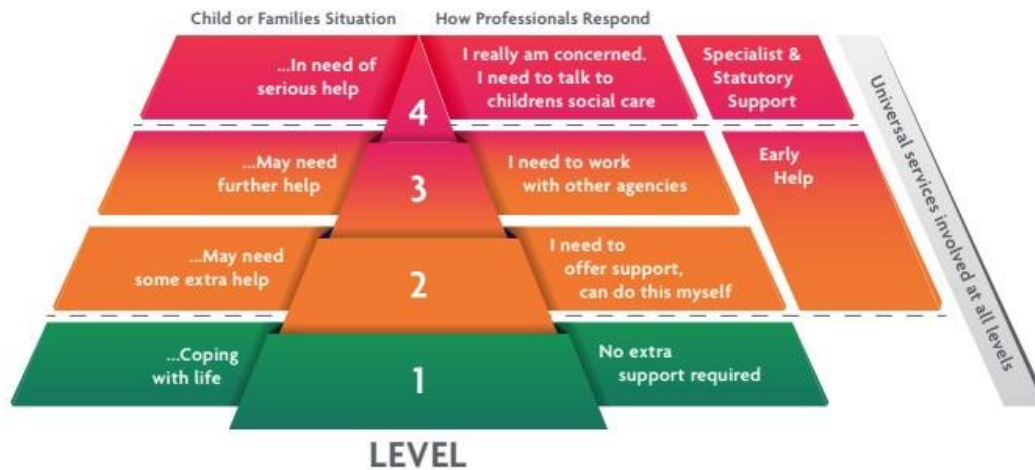 Child or Families Situation
How Professionals Respond
...In need of
serious help
4
I really am concerned.
I need to talk to
childrens social care
Specialist &
Statutory
Support
...May need
further help
3
I need to work
with other agencies
Early
Help
...May need
some extra help
2
I need to
offer support,
can do this myself
...Coping
with life
1
No extra
support required
Universal services involved at all levels
LEVEL